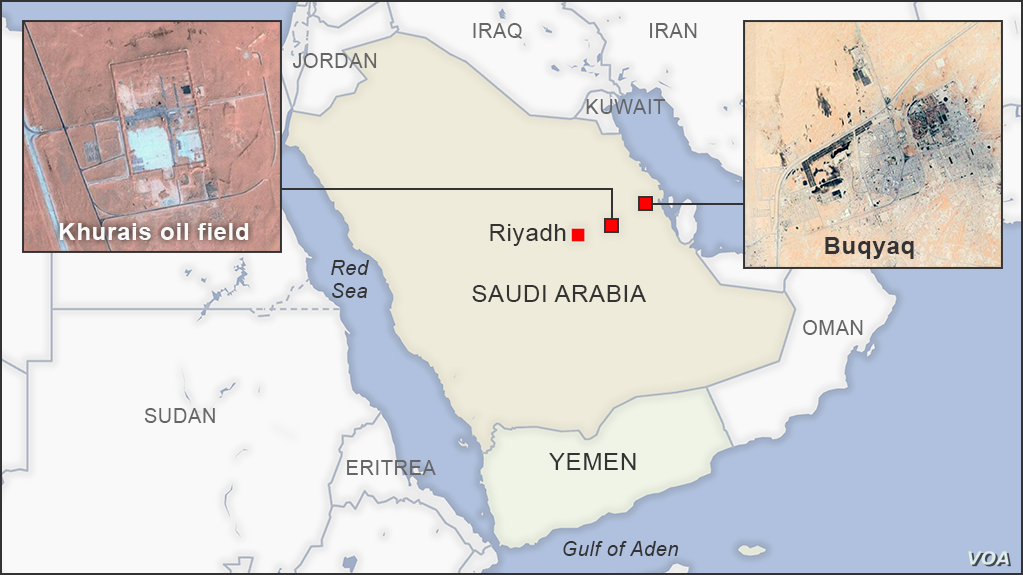 IRAQ
IRAN
JORDAN
KUWAIT
Khurais oil field
Buqyaq
Riyadh
Red
Sea
SAUDI ARABIA
OMAN
SUDAN
YEMEN
ERITREA
Gulf of Aden
VOA